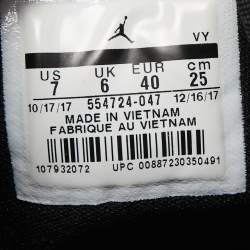 VY
US UK EUR cm
7 6 40 25
10/17/17 554724-047 12/16/17
MADE IN VIETNAM
FABRIQUE AU VIETNAM
107932072 UPC 00887230350491